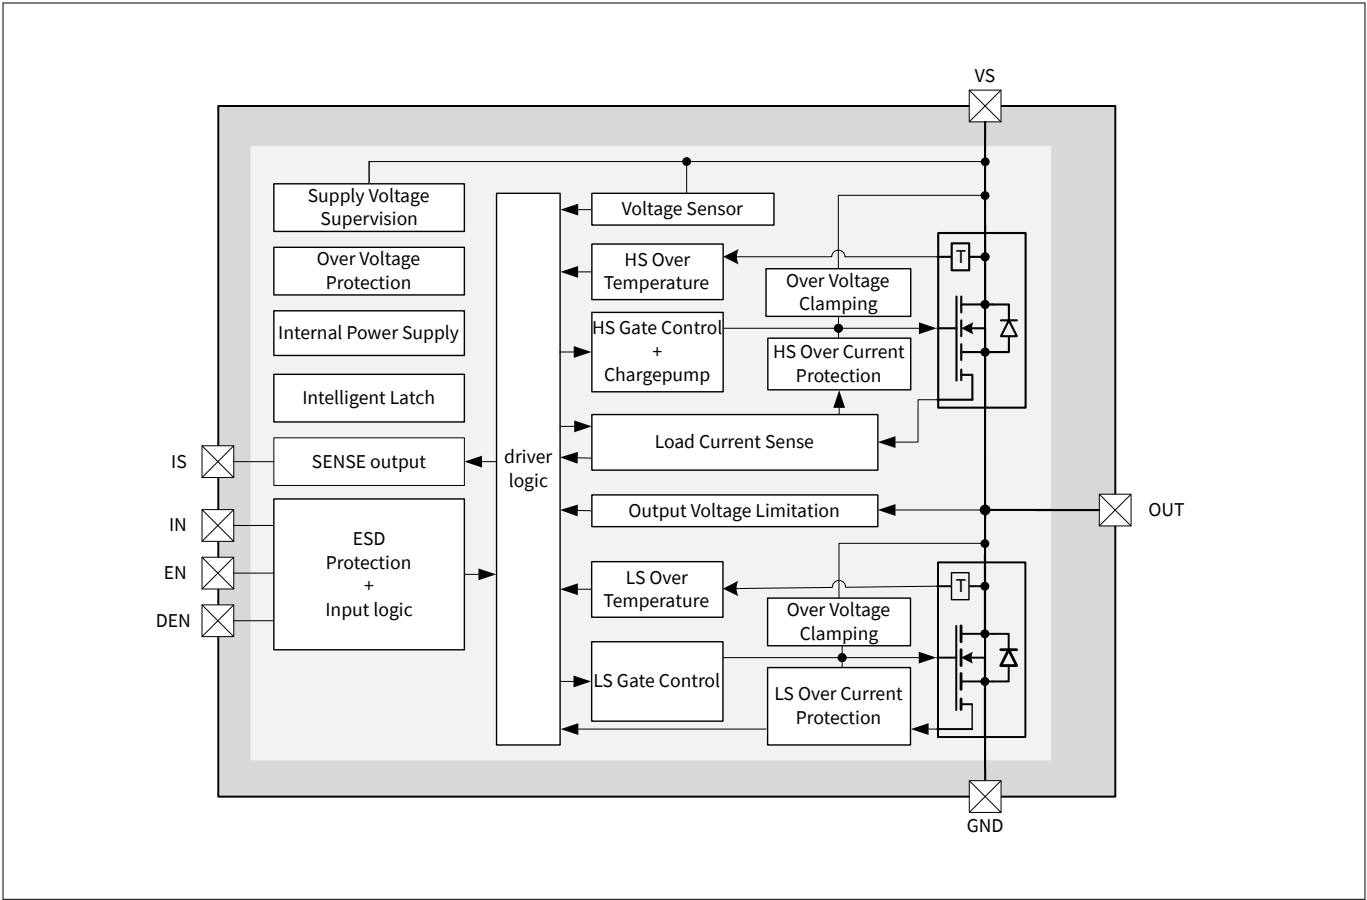 VS
Supply Voltage
Supervision
Voltage Sensor
Over Voltage
Protection
HS Over
Temperature
T
Over Voltage
Clamping
Internal Power Supply
HS Gate Control
+
Chargepump
HS Over Current
Protection
Intelligent Latch
Load Current Sense
IS
SENSE output
driver
logic
Output Voltage Limitation
OUT
IN
EN
DEN
ESD
Protection
+
Input logic
LS Over
Temperature
T
Over Voltage
Clamping
LS Gate Control
LS Over Current
Protection
GND